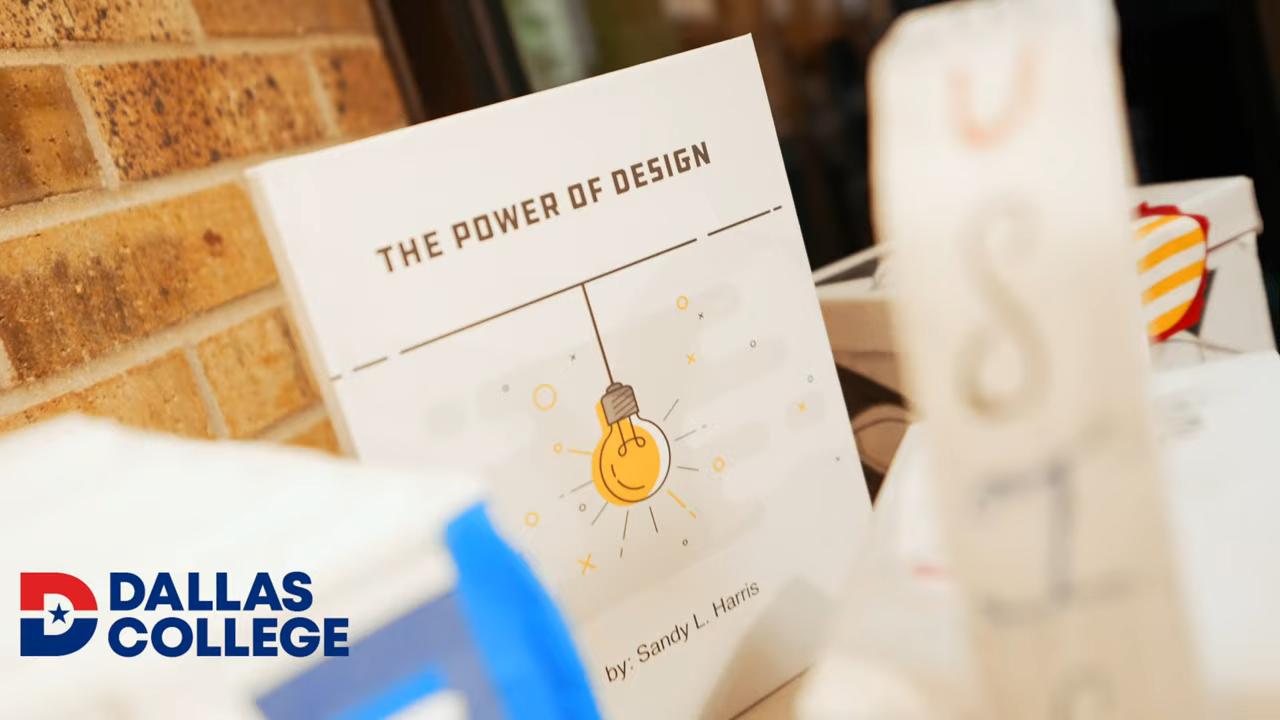 THE POWER OF DESIGN
by: Sandy L. Harris
DALLAS
COLLEGE